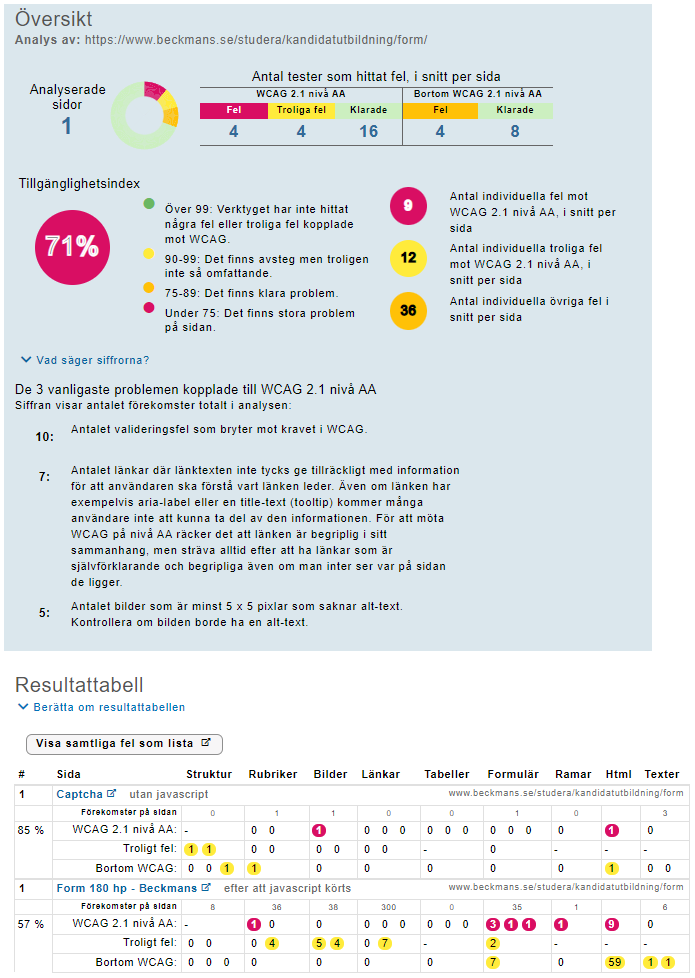 Översikt
Analys av: https://www.beckmans.se/studera/kandidatutbildning/form/
Analyserade
sidor
1
Antal tester som hittat fel, i snitt per sida
WCAG 2.1 nivå AA Bortom WCAG 2.1 nivå AA
Fel Troliga fel Klarade Fel Klarade
4 4 16 4 8
Tillgänglighetsindex
71%
Över 99: Verktyget har inte hittat
några fel eller troliga fel kopplade
mot WCAG.
90-99: Det finns avsteg men troligen
inte så omfattande.
75-89: Det finns klara problem.
Under 75: Det finns stora problem
på sidan.
9
Antal individuella fel mot
WCAG 2.1 nivå AA, i snitt per
sida
12
Antal individuella troliga fel
mot WCAG 2.1 nivå AA, i
snitt per sida
36
Antal individuella övriga fel i
snitt per sida
Vad säger siffrorna?
De 3 vanligaste problemen kopplade till WCAG 2.1 nivå AA
Siffran visar antalet förekomster totalt i analysen:
10: Antalet valideringsfel som bryter mot kravet i WCAG.
7: Antalet länkar där länktexten inte tycks ge tillräckligt med information
för att användaren ska förstå vart länken leder. Även om länken har
exempelvis aria-label eller en title-text (tooltip) kommer många
användare inte att kunna ta del av den informationen. För att möta
WCAG på nivå AA räcker det att länken är begriplig i sitt
sammanhang, men sträva alltid efter att ha länkar som är
självförklarande och begripliga även om man inter ser var på sidan
de ligger.
5: Antalet bilder som är minst 5 x 5 pixlar som saknar alt-text.
Kontrollera om bilden borde ha en alt-text.
Resultattabell
Berätta om resultattabellen
Visa samtliga fel som lista
# Sida Struktur Rubriker Bilder Länkar Tabeller Formulär Ramar Html Texter
1 Captcha utan javascript www.beckmans.se/studera/kandidatutbildning/form
Förekomster på sidan 0 1 1 0 0 1 0 3
85 % WCAG 2.1 nivå AA: - 0 0 1 0 0 0 0 0 0 0 0 0 0 1 0
Troligt fel: 1 1 0 0 0 0 0 0 - 0 - - -
Bortom WCAG: 0 0 1 1 0 0 0 0 1 0 0
1 Form 180 hp - Beckmans efter att javascript körts www.beckmans.se/studera/kandidatutbildning/form
Förekomster på sidan 8 36 38 300 0 35 1 6
57 % WCAG 2.1 nivå AA: - 1 0 0 0 0 0 0 0 0 3 1 1 1 9 0
Troligt fel: 0 0 0 4 5 4 0 7 - 2 - - -
Bortom WCAG: 0 0 0 0 0 0 0 7 59 1 1